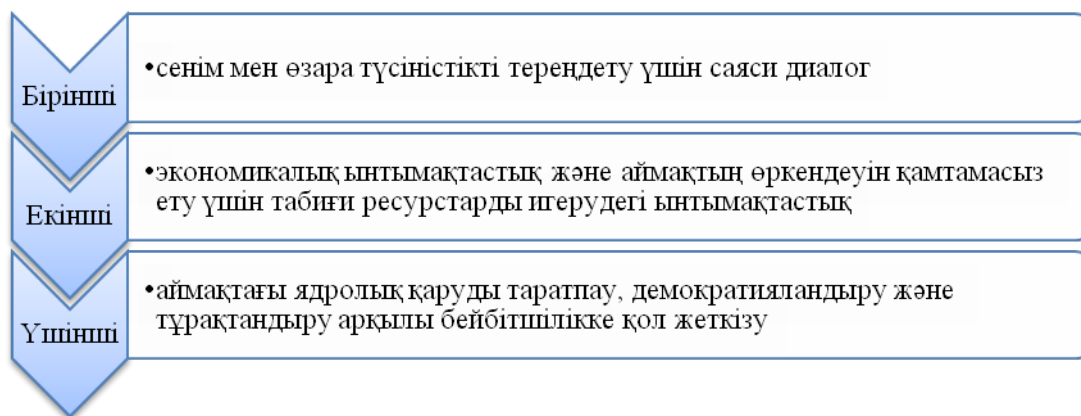 Бірінші
•сенім мен өзара түсіністікті тереңдету үшін саяси диалог
Екінші
•экономикалық ынтымақтастық және аймақтың өркендеуін қамтамасыз
ету үшін табиғи ресурстарды игерудегі ынтымақтастық
Үшінші
•аймақтағы ядролық қаруды таратпау, демократияландыру және
тұрақтандыру арқылы бейбітшілікке қол жеткізу